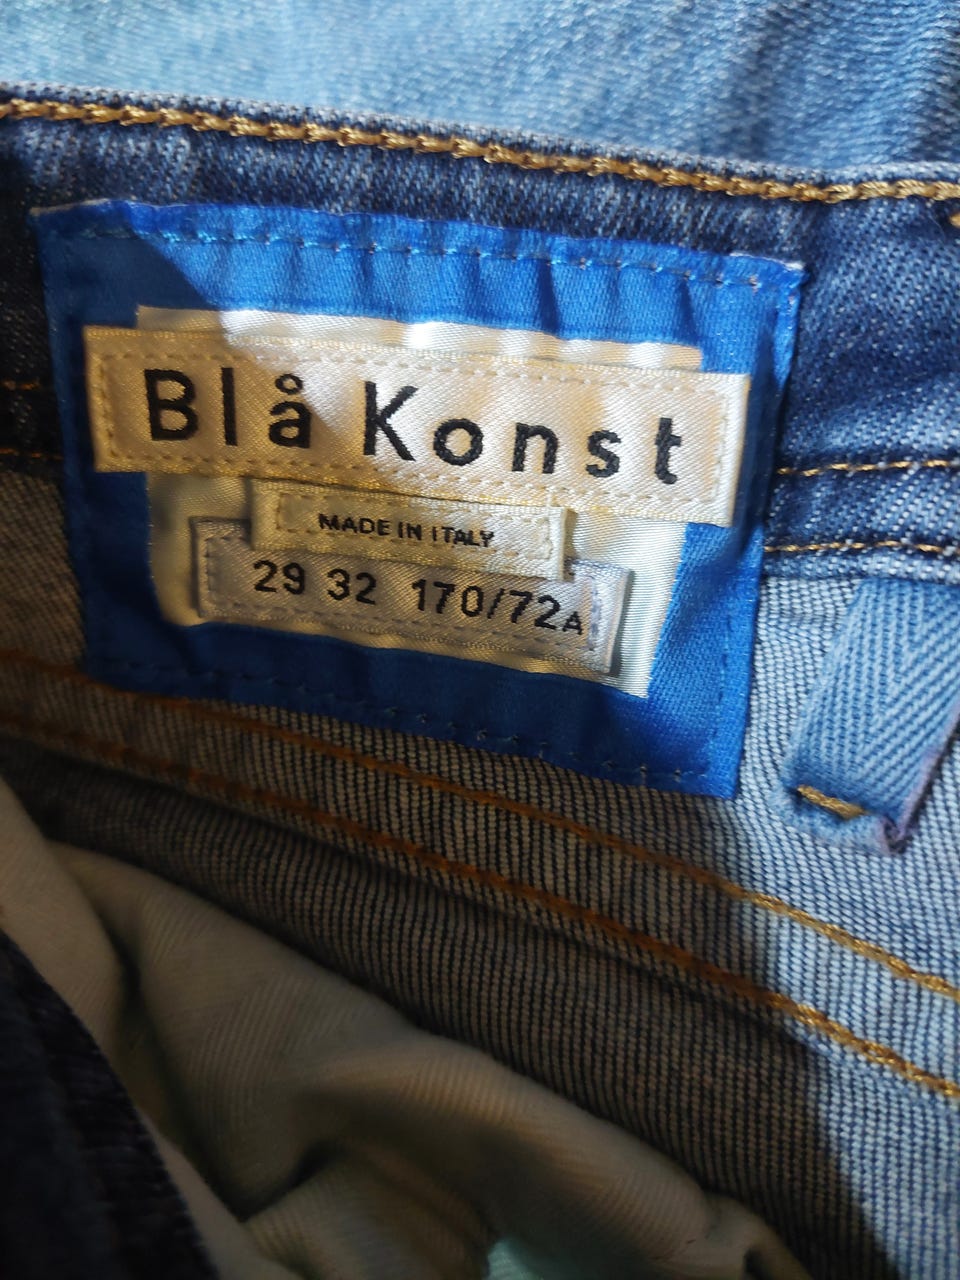 Blå Konst
MADE IN ITALY
29 32 170/72A